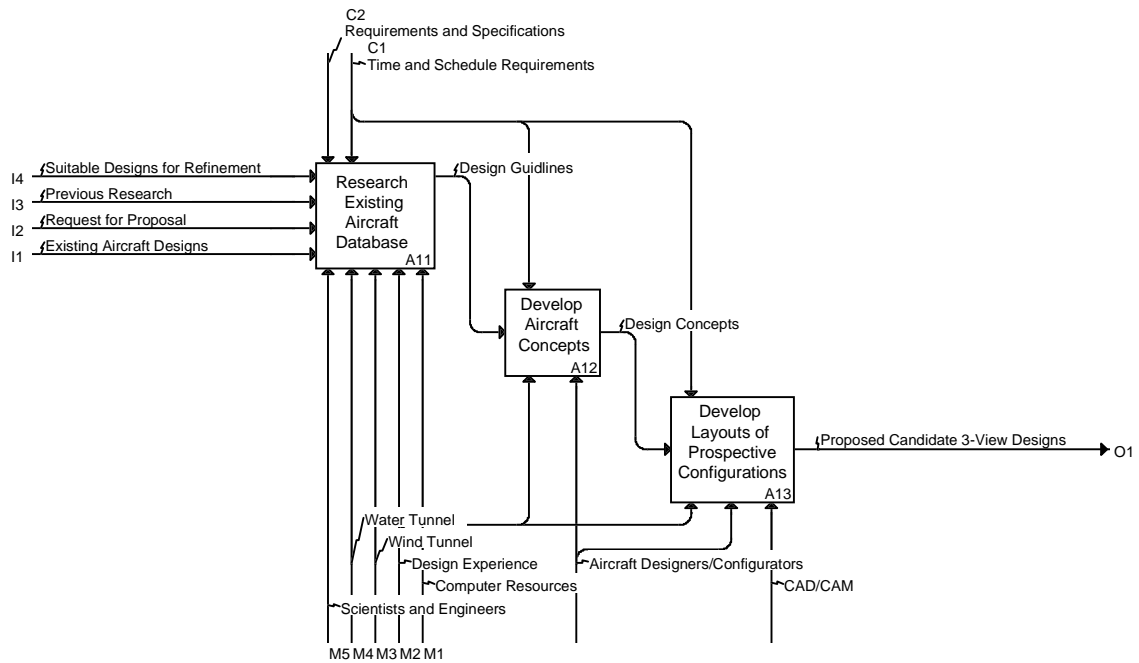 C2
Requirements and Specifications
C1
Time and Schedule Requirements
I4
Suitable Designs for Refinement
I3
Previous Research
I2
Request for Proposal
I1
Existing Aircraft Designs
Research
Existing
Aircraft
Database
A11
Design Guidlines
Develop
Aircraft
Concepts
A12
Design Concepts
Develop
Layouts of
Prospective
Configurations
A13
Proposed Candidate 3-View Designs
O1
Water Tunnel
Wind Tunnel
Design Experience
Computer Resources
Scientists and Engineers
Aircraft Designers/Configurators
CAD/CAM
M5 M4 M3 M2 M1